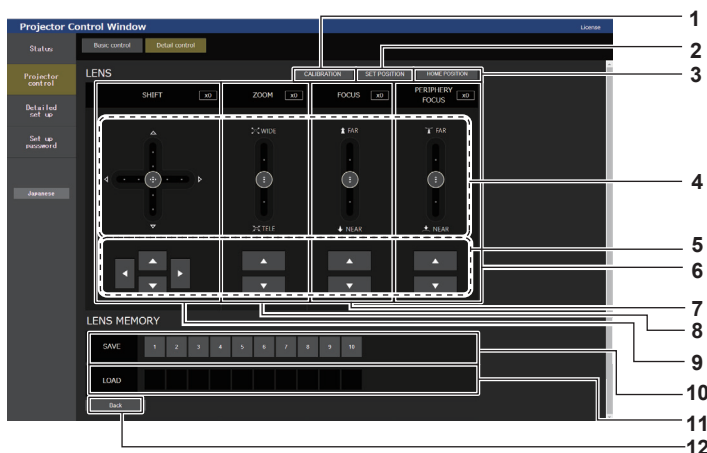 Projector Control Window
License
1
2
3
4
5
6
7
8
9
10
11
12
Status
Projector
control
Detailed
set up
Set up
password
Japanese
Basic control
Detail control
LENS
CALIBRATION
SET POSITION
HOME POSITION
SHIFT
x0
ZOOM
x0
FOCUS
x0
PERIPHERY
FOCUS
x0
WIDE
FAR
FAR
TELE
NEAR
NEAR
LENS MEMORY
SAVE
1 2 3 4 5 6 7 8 9 10
LOAD
Back